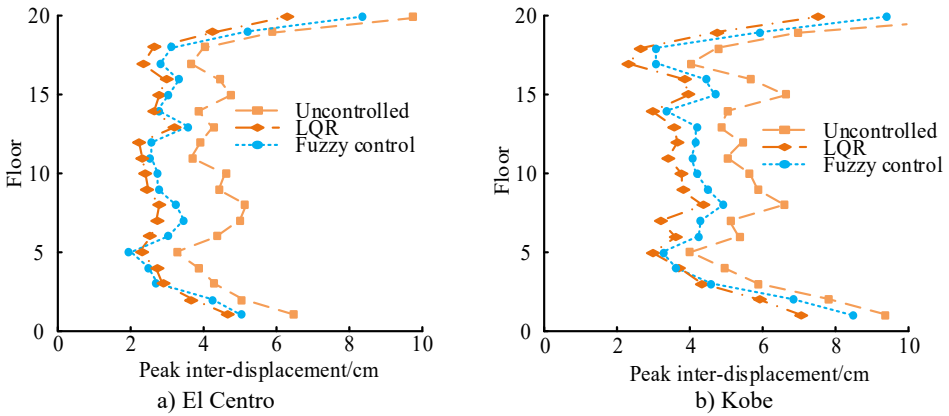 20
15
10
5
0
Floor
Uncontrolled
LQR
Fuzzy control
0 2 4 6 8 10
Peak inter-displacement/cm
a) El Centro
20
15
10
5
0
Floor
Uncontrolled
LQR
Fuzzy control
0 2 4 6 8 10
Peak inter-displacement/cm
b) Kobe